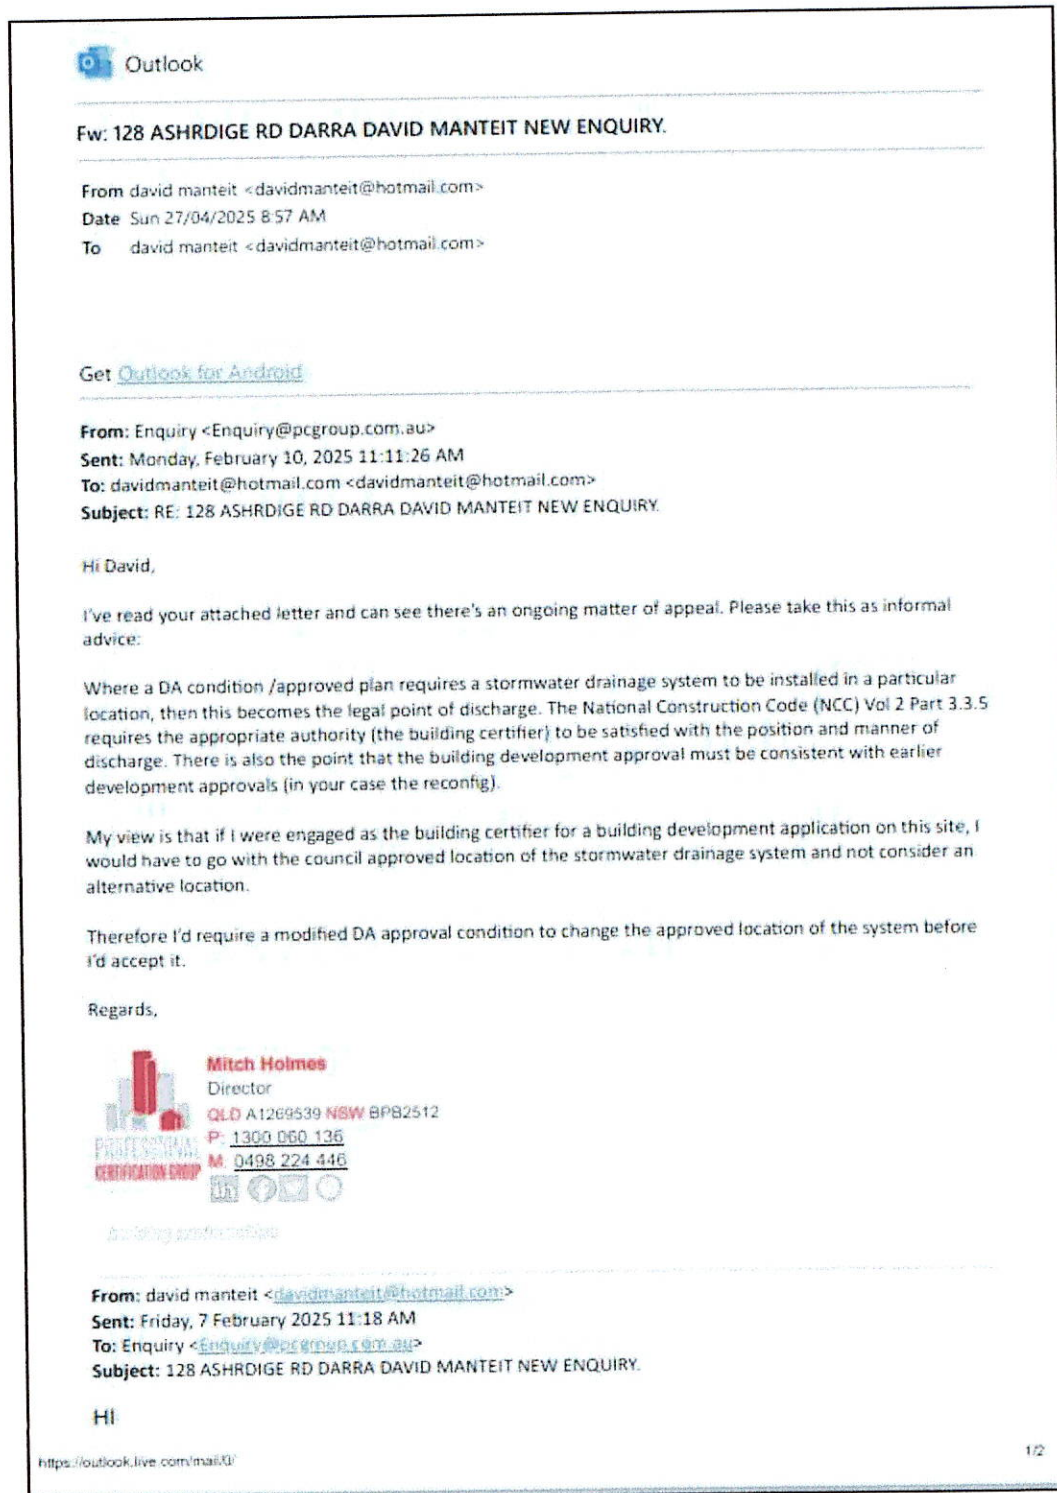 Outlook
Fw: 128 ASHRDIGE RD DARRA DAVID MANTEIT NEW ENQUIRY.
From david manteit <davidmanteit@hotmail.com>
Date Sun 27/04/2025 8:57 AM
To david manteit <davidmanteit@hotmail.com>
Get Outlook for Android
From: Enquiry <Enquiry@pcgroup.com.au>
Sent: Monday, February 10, 2025 11:11:26 AM
To: davidmanteit@hotmail.com <davidmanteit@hotmail.com>
Subject: RE: 128 ASHRDIGE RD DARRA DAVID MANTEIT NEW ENQUIRY.
Hi David,
I've read your attached letter and can see there's an ongoing matter of appeal. Please take this as informal
advice:
Where a DA condition /approved plan requires a stormwater drainage system to be installed in a particular
location, then this becomes the legal point of discharge. The National Construction Code (NCC) Vol 2 Part 3.3.5
requires the appropriate authority (the building certifier) to be satisfied with the position and manner of
discharge. There is also the point that the building development approval must be consistent with earlier
development approvals (in your case the reconfig).
My view is that if I were engaged as the building certifier for a building development application on this site, I
would have to go with the council approved location of the stormwater drainage system and not consider an
alternative location.
Therefore I'd require a modified DA approval condition to change the approved location of the system before
I'd accept it.
Regards,
Mitch Holmes
Director
QLD A1269539 NSW BPB2512
P: 1300 060 136
M: 0498 224 446
PROFESSIONAL
CERTIFICATION GROUP
From: david manteit <davidmanteit@hotmail.com>
Sent: Friday, 7 February 2025 11:18 AM
To: Enquiry <Enquiry@pcgroup.com.au>
Subject: 128 ASHRDIGE RD DARRA DAVID MANTEIT NEW ENQUIRY.
HI
https://outlook.live.com/mail/0/
1/2